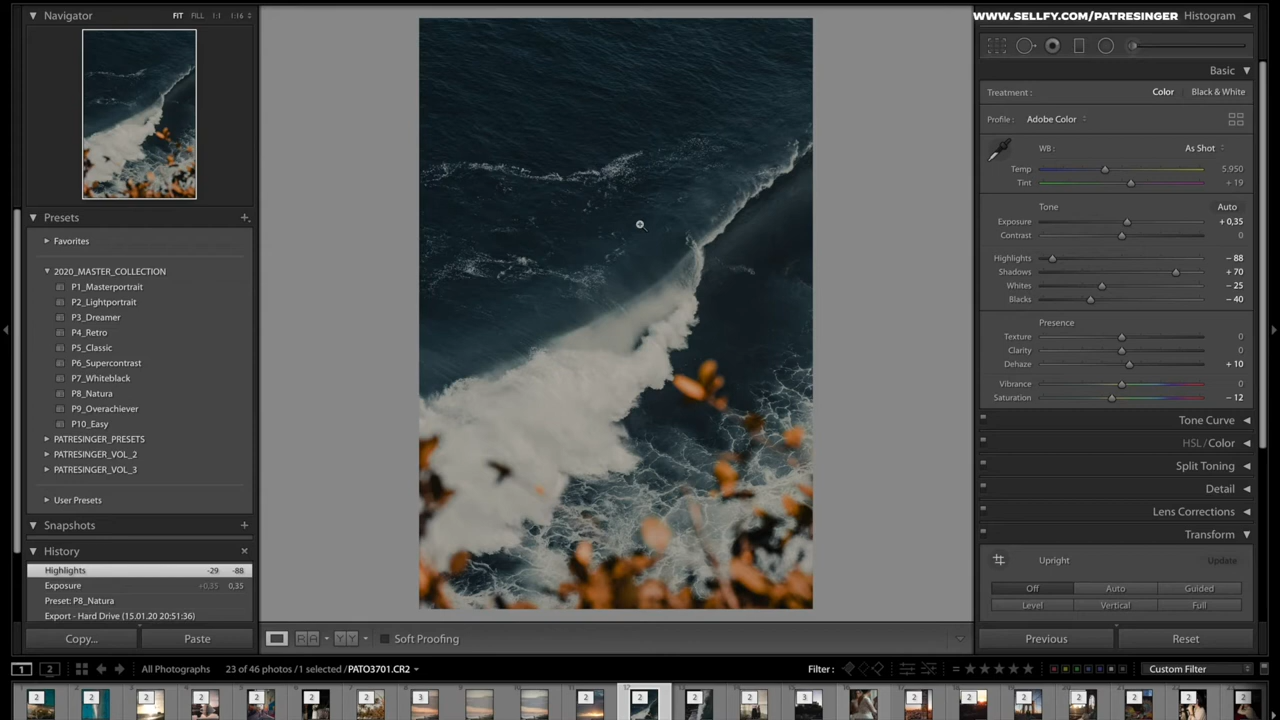 Navigator FIT FILL 1:1 1:16
WWW.SELLFY.COM/PATRESINGER Histogram
Basic
Treatment : Color Black & White
Profile : Adobe Color
WB : As Shot
Temp 5.950
Tint + 19
Tone Auto
Exposure + 0,35
Contrast 0
Highlights − 88
Shadows + 70
Whites − 25
Blacks − 40
Presence
Texture 0
Clarity 0
Dehaze + 10
Vibrance 0
Saturation − 12
Tone Curve
HSL/Color
Split Toning
Detail
Lens Corrections
Transform
Upright Update
Off Auto Guided
Level Vertical Full
Previous Reset
Presets
Favorites
2020_MASTER_COLLECTION
P1_Masterportrait
P2_Lightportrait
P3_Dreamer
P4_Retro
P5_Classic
P6_Supercontrast
P7_Whiteblack
P8_Natura
P9_Overachiever
P10_Easy
PATRESINGER_PRESETS
PATRESINGER_VOL_2
PATRESINGER_VOL_3
User Presets
Snapshots
History
Highlights -29 -88
Exposure +0,35 0,35
Preset: P8_Natura
Export - Hard Drive (15.01.20 20:51:36)
Copy... Paste
R A Y Y Soft Proofing
1 2 All Photographs 23 of 46 photos /1 selected /PATO3701.CR2 Filter : Custom Filter